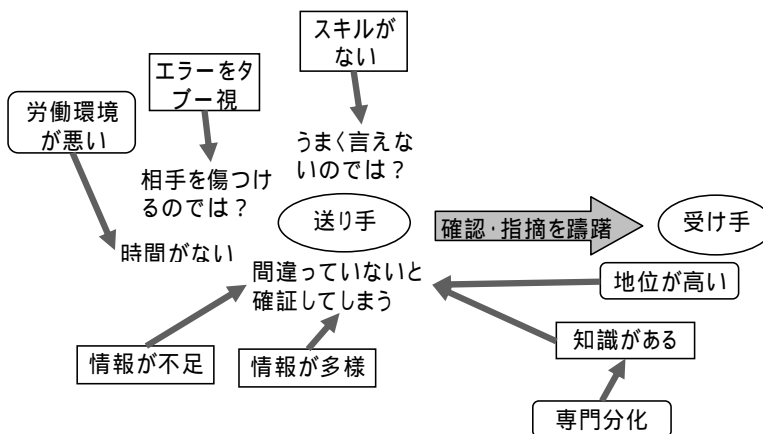 スキルが
ない
エラーをタ
ブー視
労働環境
が悪い
うまく言えな
いのでは？
相手を傷つけ
るのでは？
送り手
確認・指摘を躊躇
受け手
時間がない
間違っていないと
確証してしまう
地位が高い
情報が不足
情報が多様
知識がある
専門分化